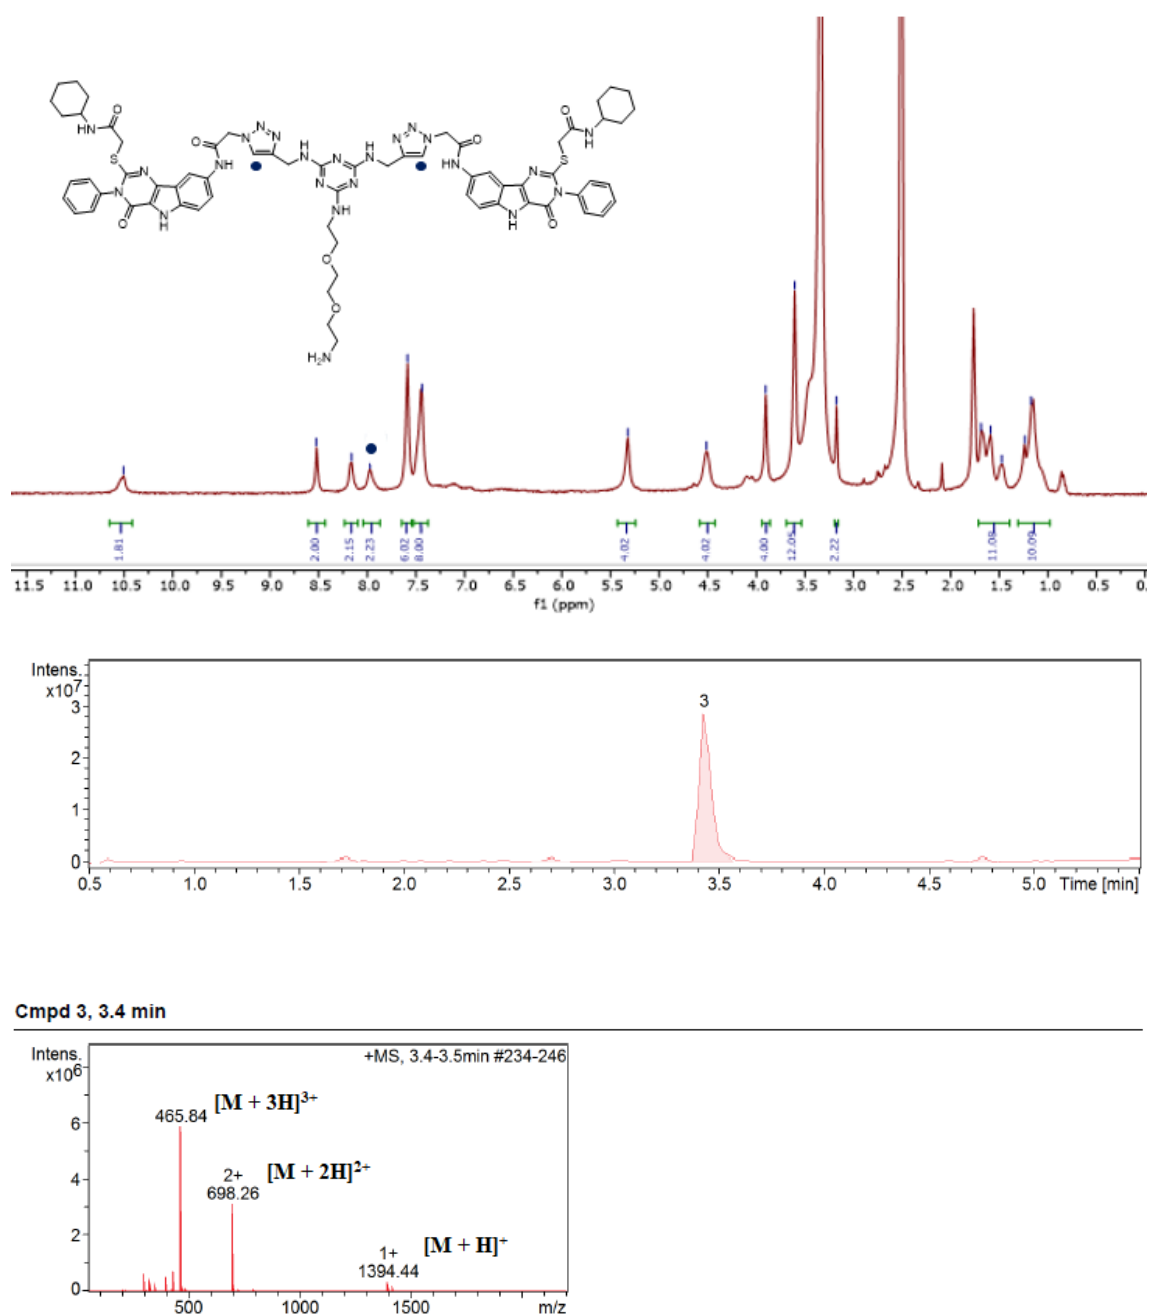 O
O
HN
N
N
N
N
N
N
HN
O
O
H
N
N
H
N
O
S
N
N
H
N
N
N
H
S
N
N
N
N
O
N
H
NH
N
H
O
O
O
H₂N
1.81
2.00
2.15
2.23
6.02
8.00
4.02
4.02
4.00
12.05
2.22
11.08
10.09
11.5 11.0 10.5 10.0 9.5 9.0 8.5 8.0 7.5 7.0 6.5 6.0 5.5 5.0 4.5 4.0 3.5 3.0 2.5 2.0 1.5 1.0 0.5 0.
f1 (ppm)
Intens.
x10⁷
3
3
2
1
0
0.5 1.0 1.5 2.0 2.5 3.0 3.5 4.0 4.5 5.0 Time [min]
Cmpd 3, 3.4 min
Intens.
x10⁶
+MS, 3.4-3.5min #234-246
6
465.84 [M + 3H]³⁺
4
2+
698.26 [M + 2H]²⁺
2
1+
1394.44 [M + H]⁺
0
500 1000 1500 m/z